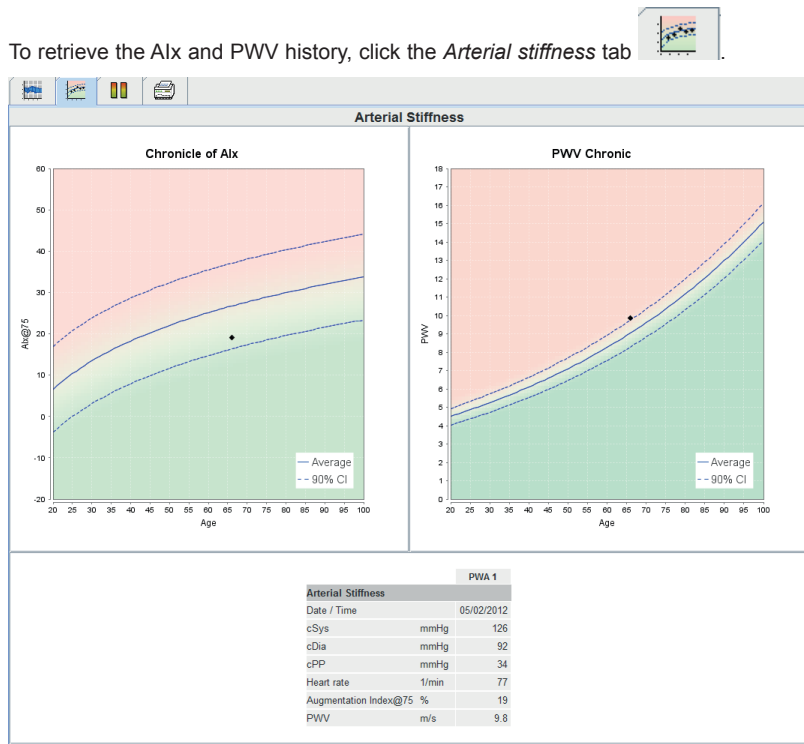 To retrieve the AIx and PWV history, click the Arterial stiffness tab .
Arterial Stiffness
Chronicle of AIx
60
50
40
30
20
10
0
-10
-20
AIx@75
20 25 30 35 40 45 50 55 60 65 70 75 80 85 90 95 100
Age
Average
90% CI
PWV Chronic
18
17
16
15
14
13
12
11
10
9
8
7
6
5
4
3
2
1
0
PWV
20 25 30 35 40 45 50 55 60 65 70 75 80 85 90 95 100
Age
Average
90% CI
PWA 1
Arterial Stiffness
Date / Time 05/02/2012
cSys mmHg 126
cDia mmHg 92
cPP mmHg 34
Heart rate 1/min 77
Augmentation Index@75 % 19
PWV m/s 9.8